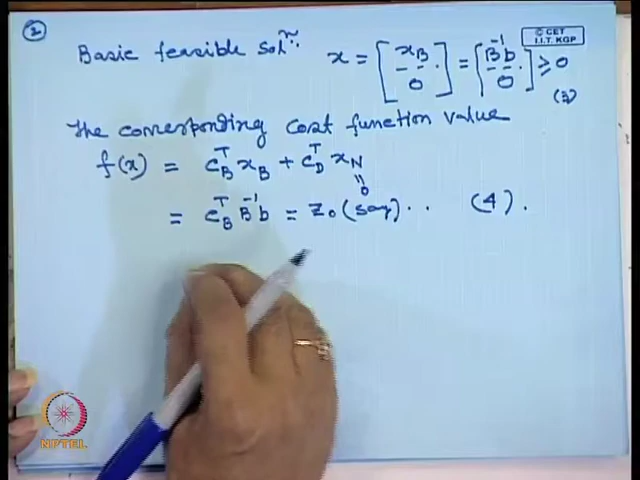 2
© CET
I.I.T. KGP
Basic feasible solⁿ. x = [x_B / 0] = [B⁻¹b / 0] ≥ 0
(3)
The corresponding cost function value
f(x) = c_B^T x_B + c_D^T x_N
= 0
= c_B^T B⁻¹b = Z₀ (say) .. (4).
NPTEL